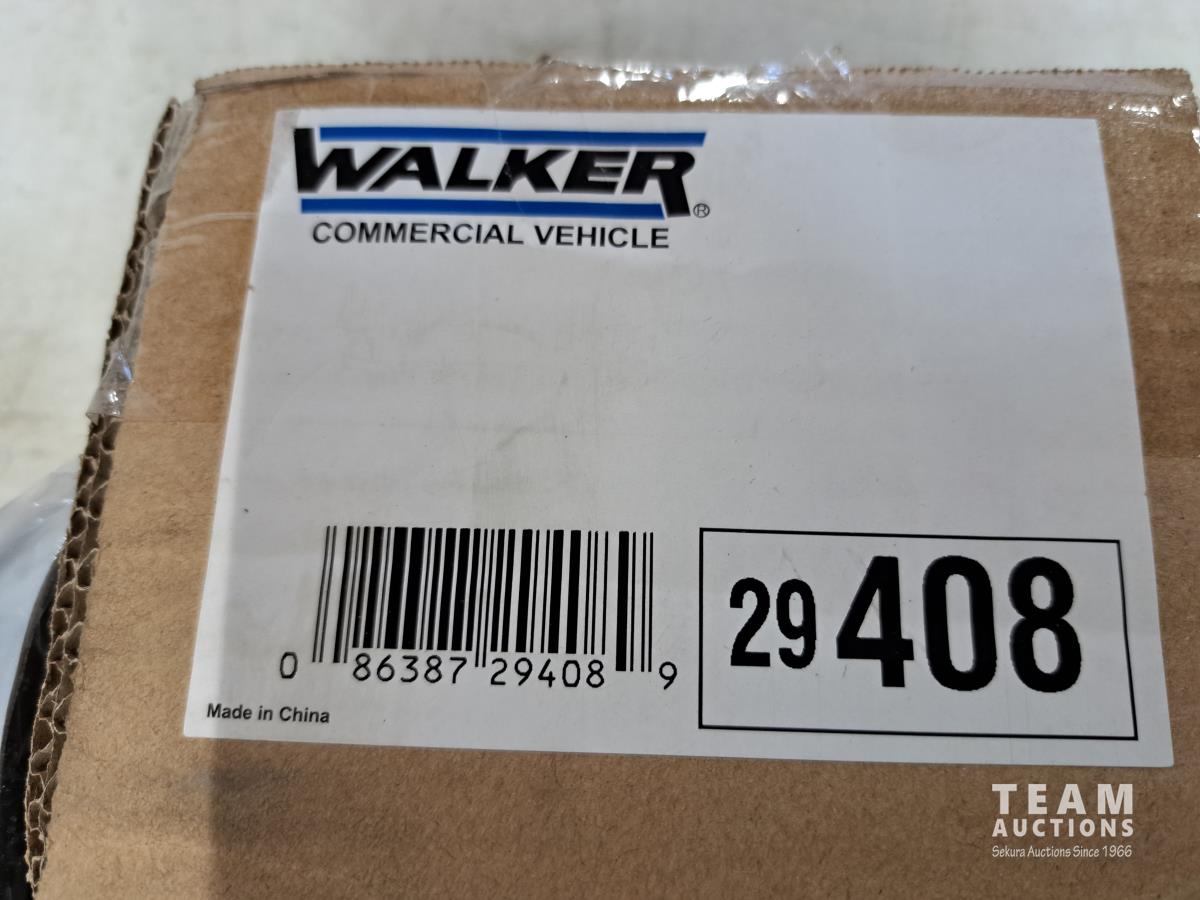 WALKER®
COMMERCIAL VEHICLE
29 408
0 86387 29408 9
Made in China
TEAM
AUCTIONS
Sekura Auctions Since 1966